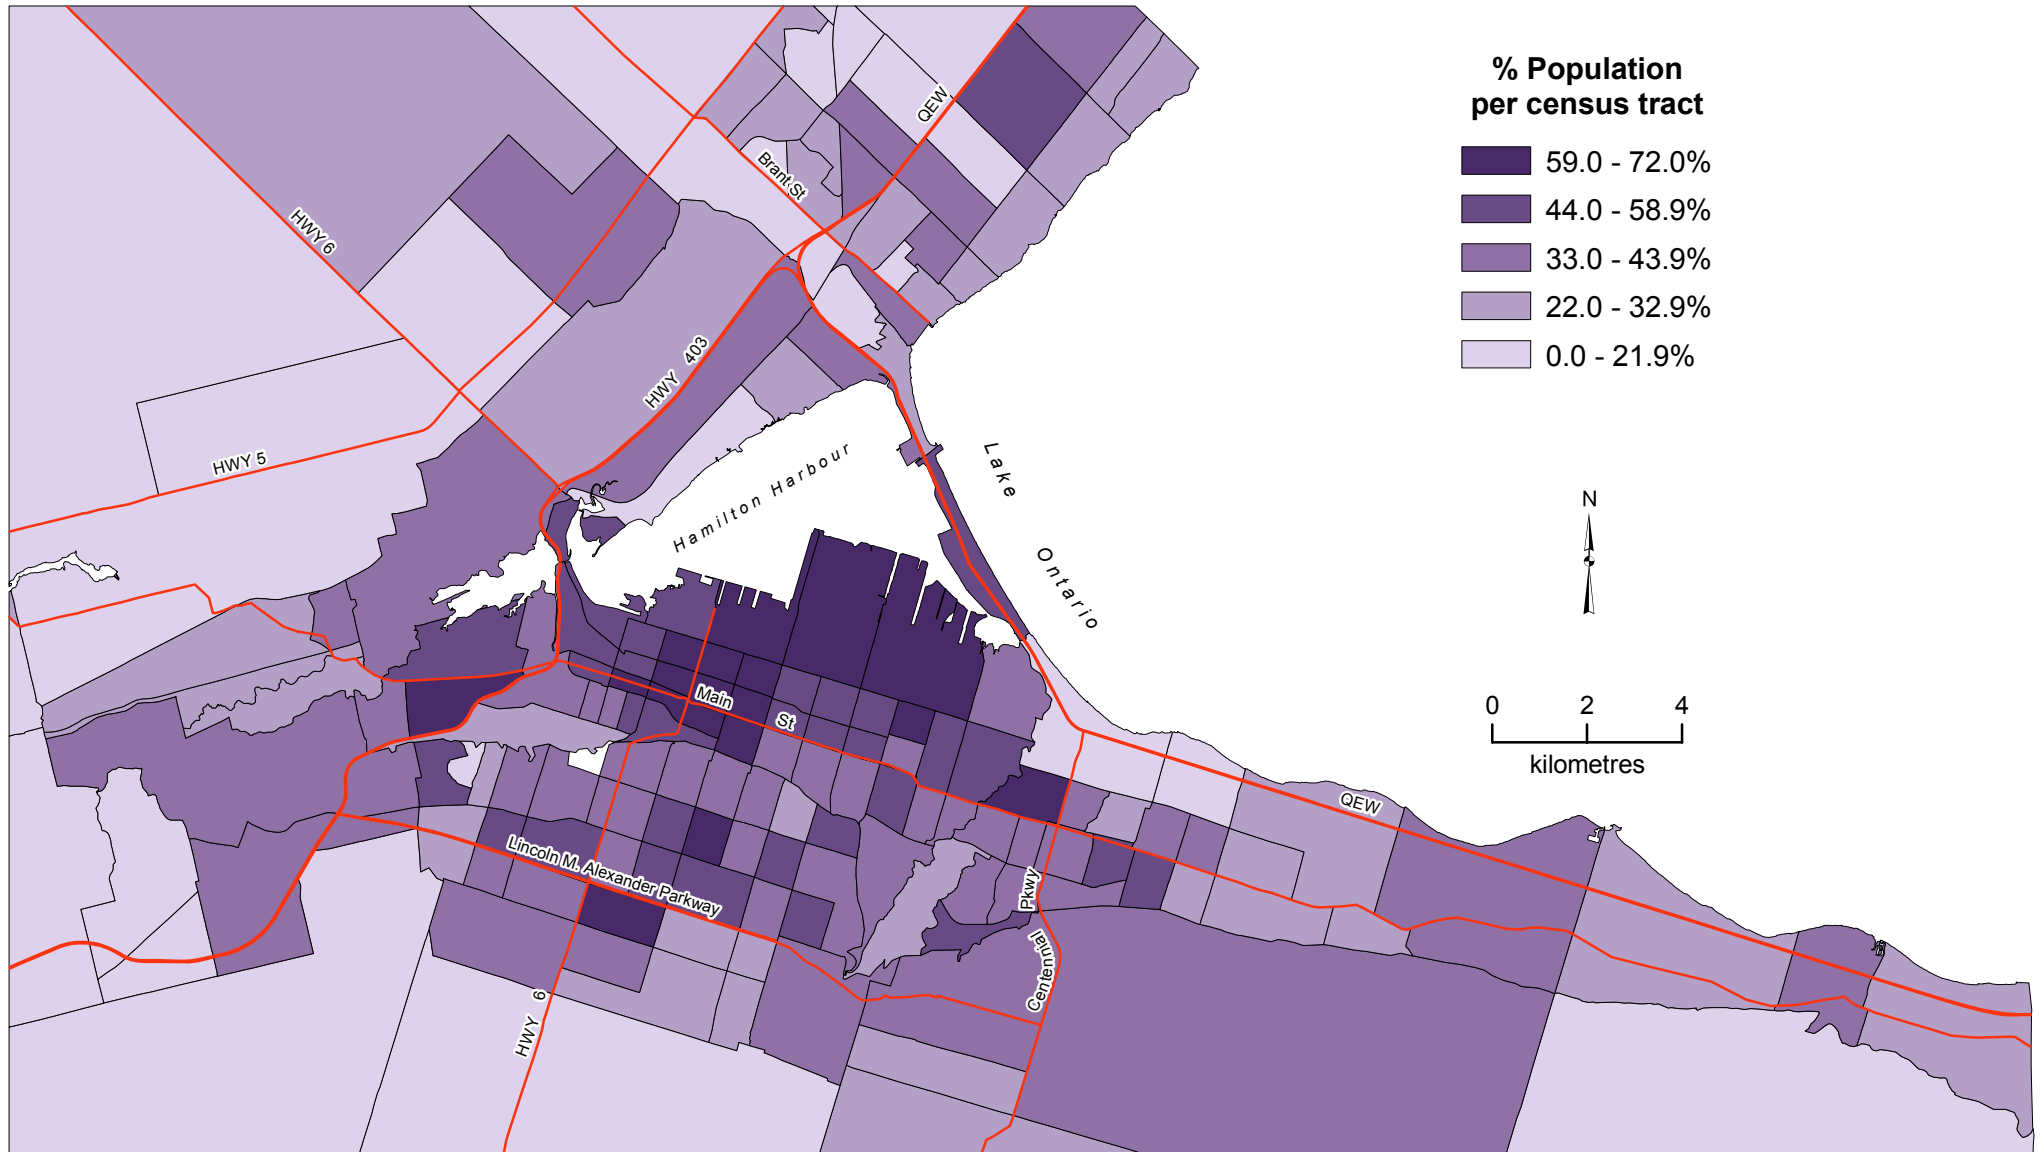 % Population
per census tract
59.0 - 72.0%
44.0 - 58.9%
33.0 - 43.9%
22.0 - 32.9%
0.0 - 21.9%
QEW
Brant St
HWY 6
HWY 403
HWY 5
Hamilton Harbour
Lake
Ontario
N
0 2 4
kilometres
Main St
QEW
Lincoln M. Alexander Parkway
Centennial Pkwy
HWY 6